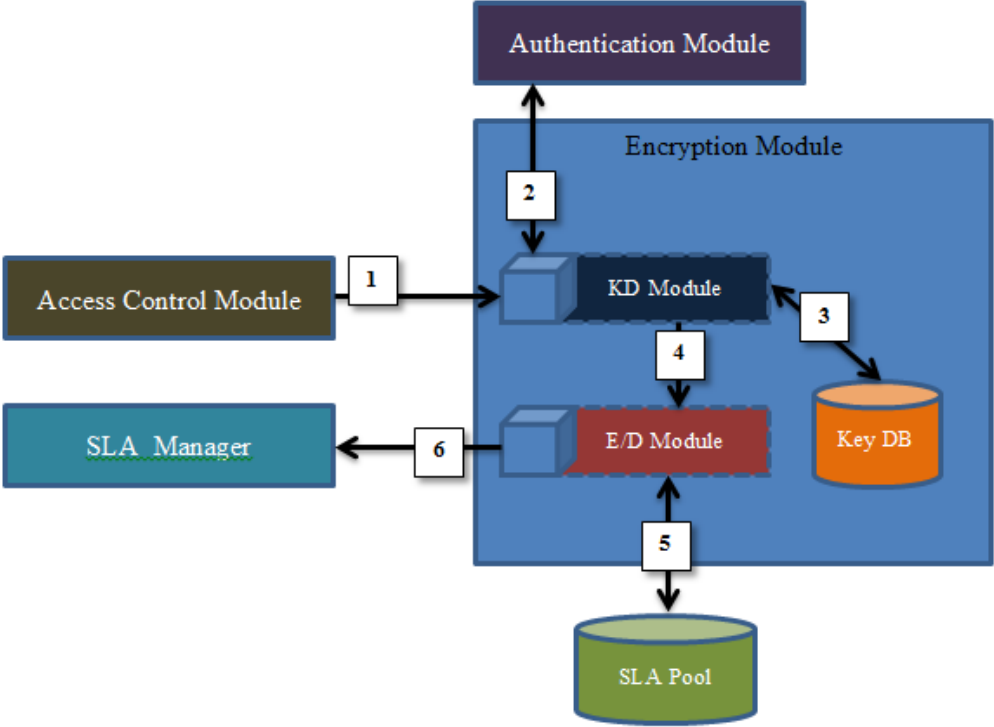 Authentication Module
Encryption Module
2
Access Control Module
1
KD Module
3
4
SLA Manager
6
E/D Module
Key DB
5
SLA Pool